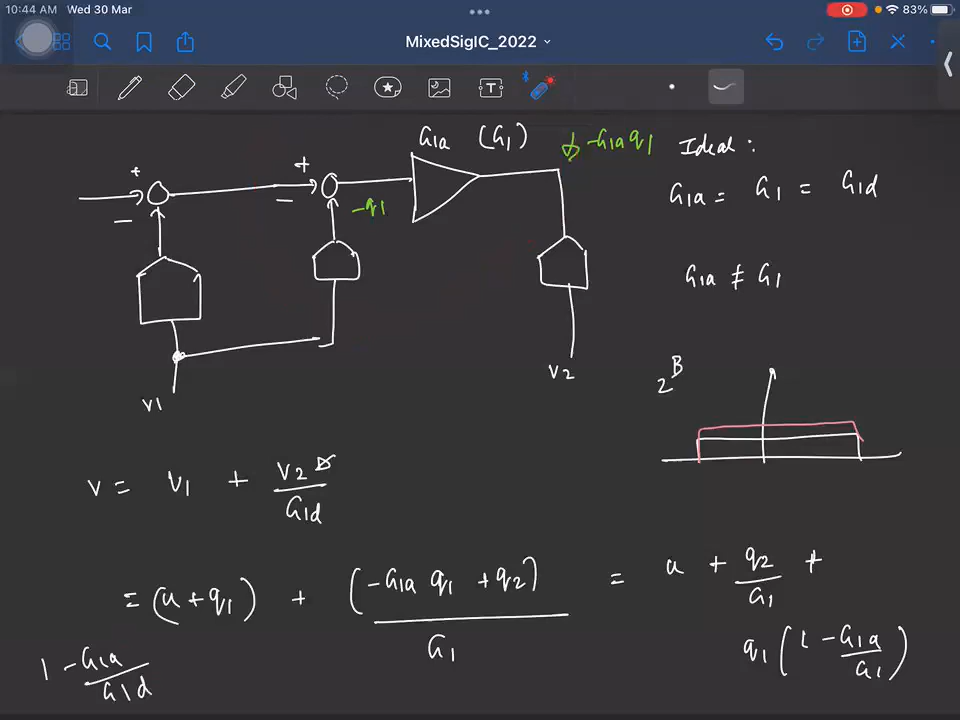 10:44 AM Wed 30 Mar
83%
MixedSigIC_2022
G1a (G1)
-G1a q1
Ideal :
+
+
G1a = G1 = G1d
−
−
-q1
G1a ≠ G1
V1
V2
2^B
V = V1 + V2 / G1d
= (u + q1) + (-G1a q1 + q2) / G1 = u + q2 / G1 +
q1 (1 - G1a / G1)
1 - G1a / G1d